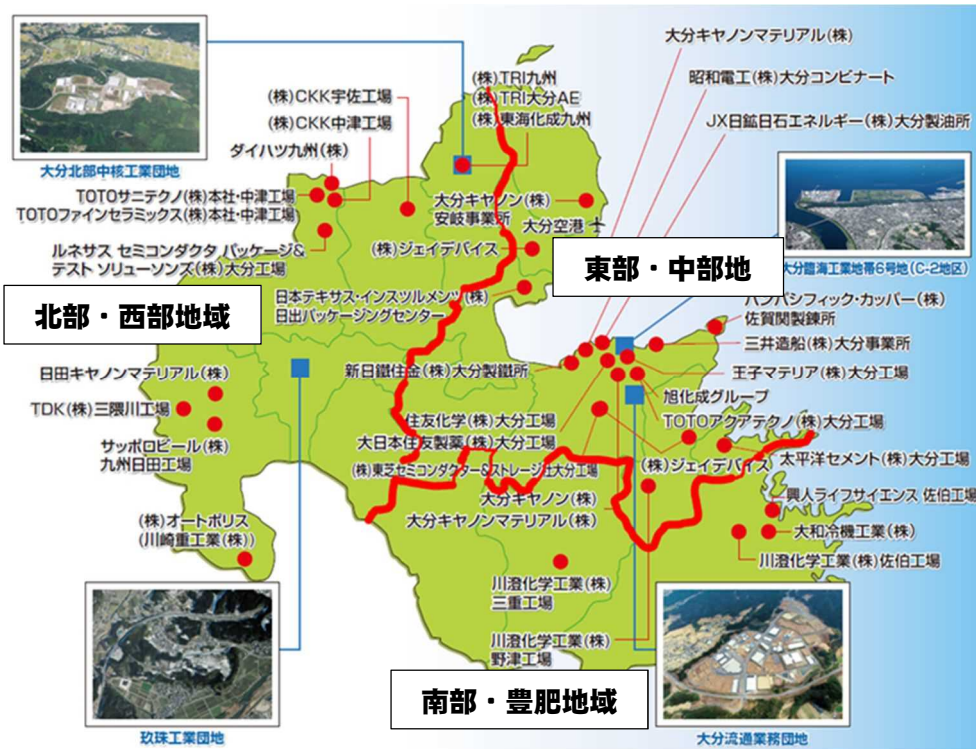 大分キヤノンマテリアル(株)
昭和電工(株)大分コンビナート
JX日鉱日石エネルギー(株)大分製油所
(株)TRI九州
(株)TRI大分AE
(株)東海化成九州
(株)CKK宇佐工場
(株)CKK中津工場
ダイハツ九州(株)
大分北部中核工業団地
TOTOサニテクノ(株)本社・中津工場
TOTOファインセラミックス(株)本社・中津工場
大分キヤノン(株)
安岐事業所
大分空港
ルネサス セミコンダクタ パッケージ&
テスト ソリューションズ(株)大分工場
(株)ジェイデバイス
東部・中部地
大分臨海工業地帯6号地(C-2地区)
日本テキサス・インスツルメンツ(株)
日出パッケージングセンター
北部・西部地域
パンパシフィック・カッパー(株)
佐賀関製錬所
三井造船(株)大分事業所
新日鐵住金(株)大分製鐵所
王子マテリア(株)大分工場
日田キヤノンマテリアル(株)
旭化成グループ
TDK(株)三隈川工場
TOTOアクアテクノ(株)大分工場
住友化学(株)大分工場
大日本住友製薬(株)大分工場
サッポロビール(株)
九州日田工場
(株)東芝セミコンダクター&ストレージ社大分工場
(株)ジェイデバイス
太平洋セメント(株)大分工場
大分キヤノン(株)
大分キヤノンマテリアル(株)
興人ライフサイエンス 佐伯工場
(株)オートポリス
(川崎重工業(株))
大和冷機工業(株)
川澄化学工業(株)佐伯工場
川澄化学工業(株)
三重工場
川澄化学工業(株)
野津工場
南部・豊肥地域
玖珠工業団地
大分流通業務団地